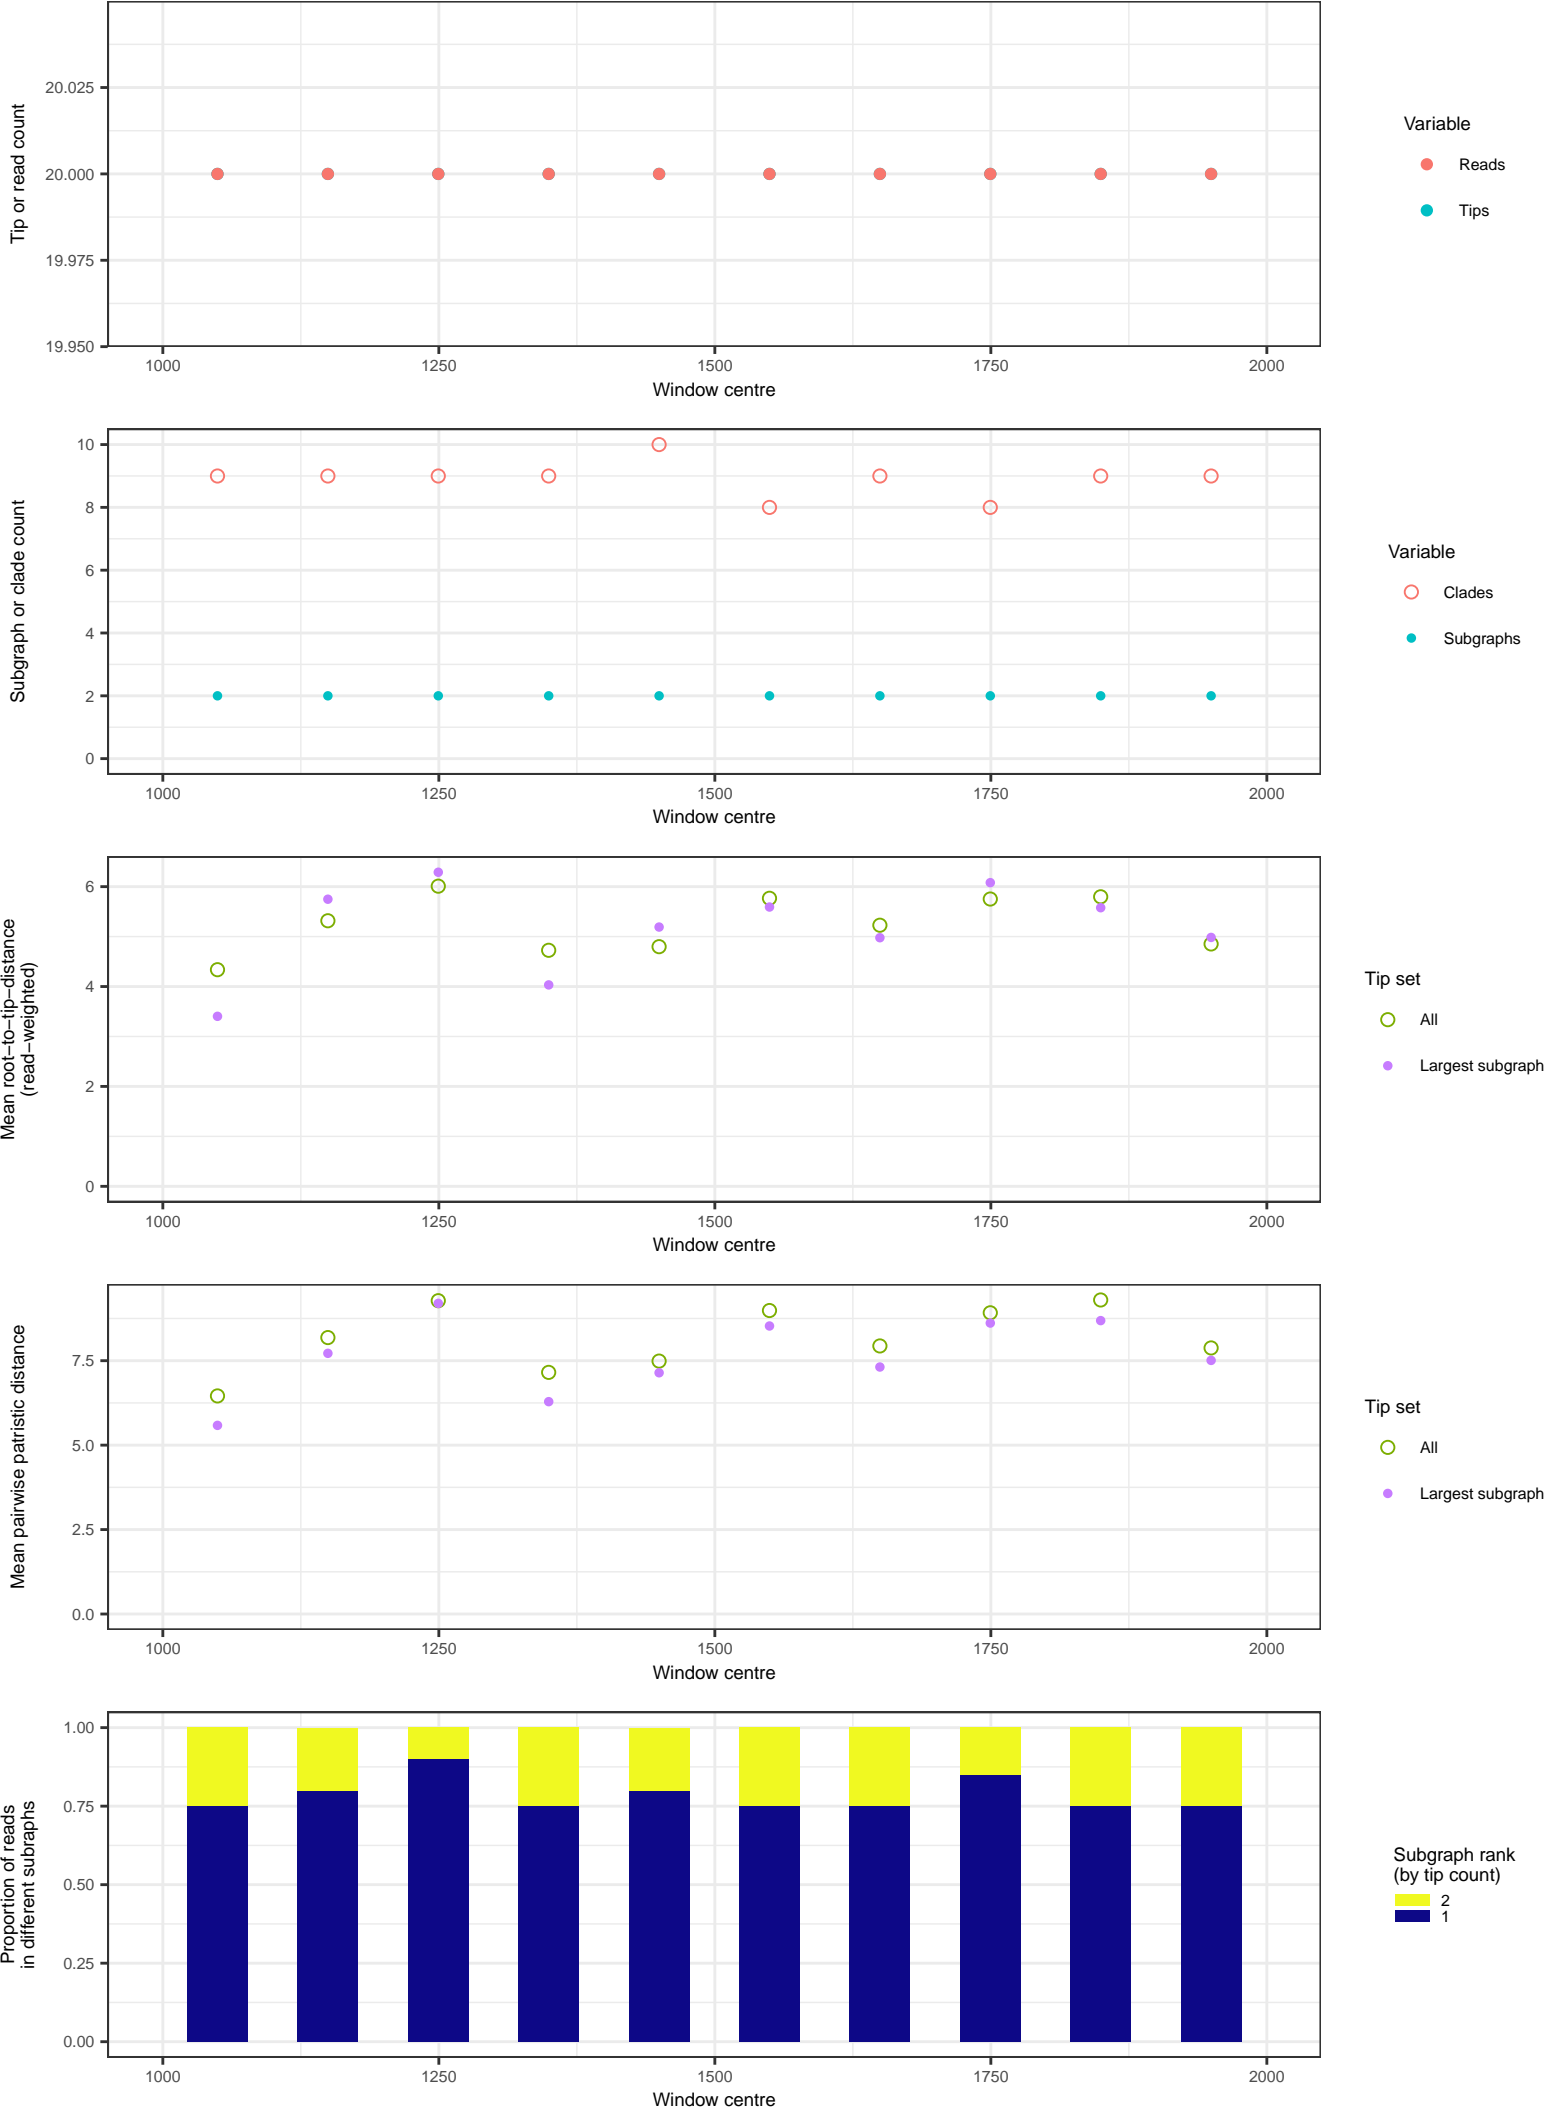 Tip or read count
20.025
20.000
19.975
19.950
1000 1250 1500 1750 2000
Window centre
Variable
Reads
Tips
Subgraph or clade count
10
8
6
4
2
0
1000 1250 1500 1750 2000
Window centre
Variable
Clades
Subgraphs
Mean root−to−tip−distance
(read−weighted)
6
4
2
0
1000 1250 1500 1750 2000
Window centre
Tip set
All
Largest subgraph
Mean pairwise patristic distance
7.5
5.0
2.5
0.0
1000 1250 1500 1750 2000
Window centre
Tip set
All
Largest subgraph
Proportion of reads
in different subraphs
1.00
0.75
0.50
0.25
0.00
1000 1250 1500 1750 2000
Window centre
Subgraph rank
(by tip count)
2
1